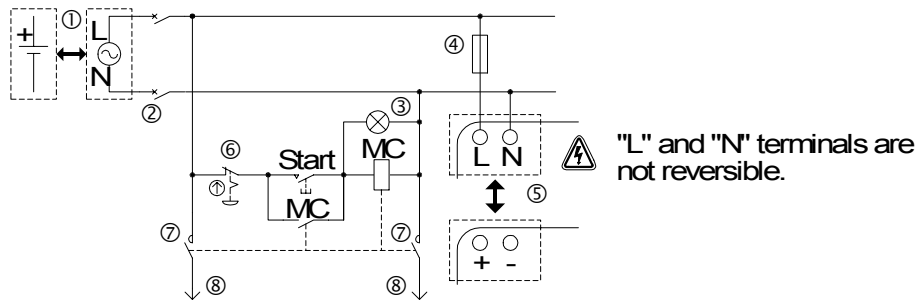 ①
+
L
N
②
③
④
⑥
Start
MC
MC
L N
"L" and "N" terminals are
not reversible.
⑤
⑦
⑦
+ -
⑧
⑧